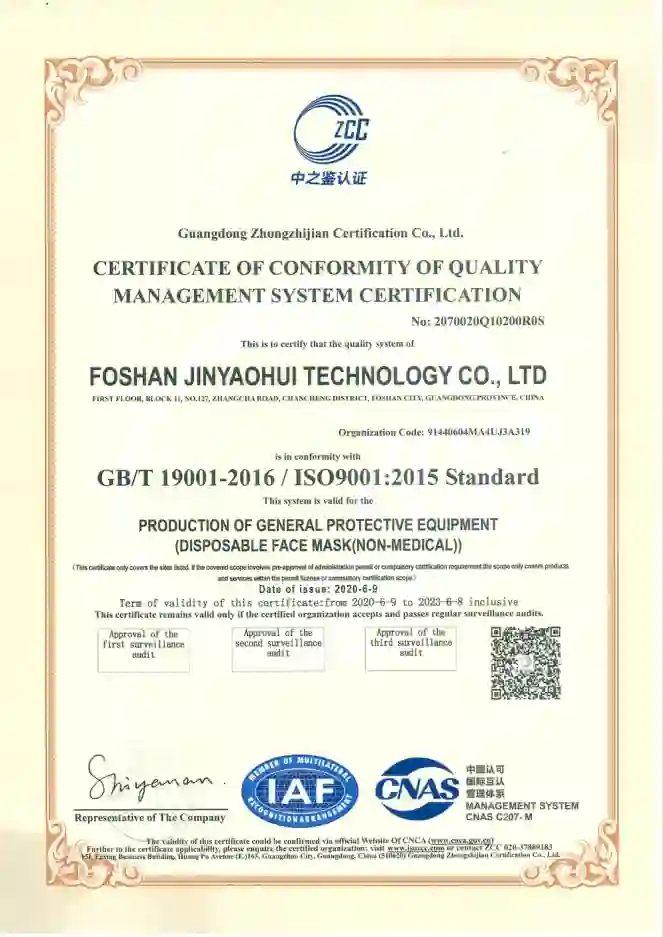 ZCC
中之鉴认证
Guangdong Zhongzhijian Certification Co., Ltd.
CERTIFICATE OF CONFORMITY OF QUALITY
MANAGEMENT SYSTEM CERTIFICATION
No: 2070020Q10200R0S
This is to certify that the quality system of
FOSHAN JINYAOHUI TECHNOLOGY CO., LTD
FIRST FLOOR, BLOCK 11, NO.127, ZHANGCHA ROAD, CHANCHENG DISTRICT, FOSHAN CITY, GUANGDONG PROVINCE, CHINA
Organization Code: 91440604MA4UJ3A319
is in conformity with
GB/T 19001-2016 / ISO9001:2015 Standard
This system is valid for the
PRODUCTION OF GENERAL PROTECTIVE EQUIPMENT
(DISPOSABLE FACE MASK(NON-MEDICAL))
(This certificate only covers the sites listed. If the covered scope involves pre-approval of administration permit or compulsory certification requirement,the scope only covers products
and services within the permit license or compulsory certification scope.)
Date of issue: 2020-6-9
Term of validity of this certificate:from 2020-6-9 to 2023-6-8 inclusive
This certificate remains valid only if the certified organization accepts and passes regular surveillance audits.
Approval of the
first surveillance
audit
Approval of the
second surveillance
audit
Approval of the
third surveillance
audit
Representative of The Company
MEMBER OF MULTILATERAL
IAF
RECOGNITION ARRANGEMENT
CNAS
中国认可
国际互认
管理体系
MANAGEMENT SYSTEM
CNAS C207-M
The validity of this certificate could be confirmed via official Website Of CNCA (www.cnca.gov.cn)
Further to the certificate applicability, please enquire the certified organization; visit www.isozcc.com or contact ZCC 020-37889183
Business Building, Huang Pu Avenue (E.)163, Guangzhou City, Guangdong, China (510620) Guangdong Zhongzhijian Certification Co., Ltd.